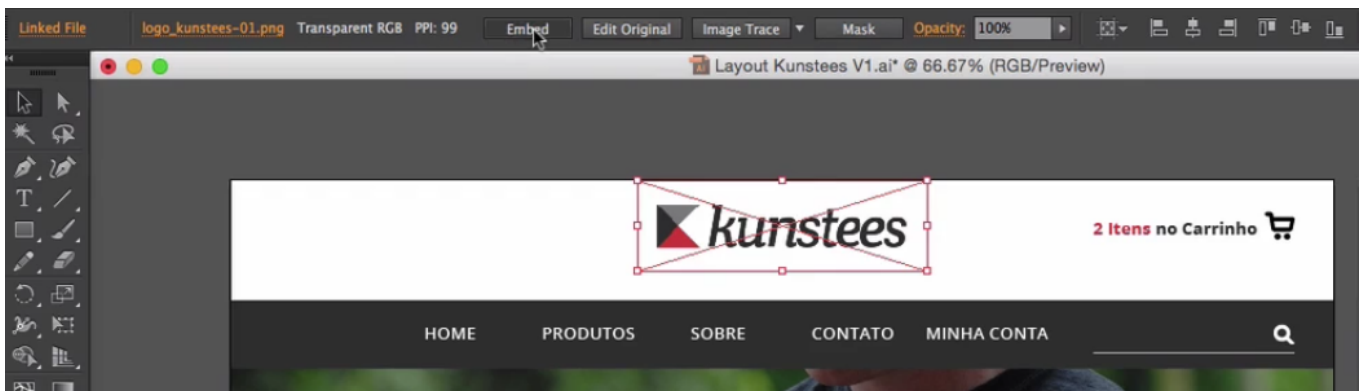 Linked File logo_kunstees-01.png Transparent RGB PPI: 99 Embed Edit Original Image Trace Mask Opacity: 100%
Layout Kunstees V1.ai* @ 66.67% (RGB/Preview)
kunstees
2 Itens no Carrinho
HOME PRODUTOS SOBRE CONTATO MINHA CONTA